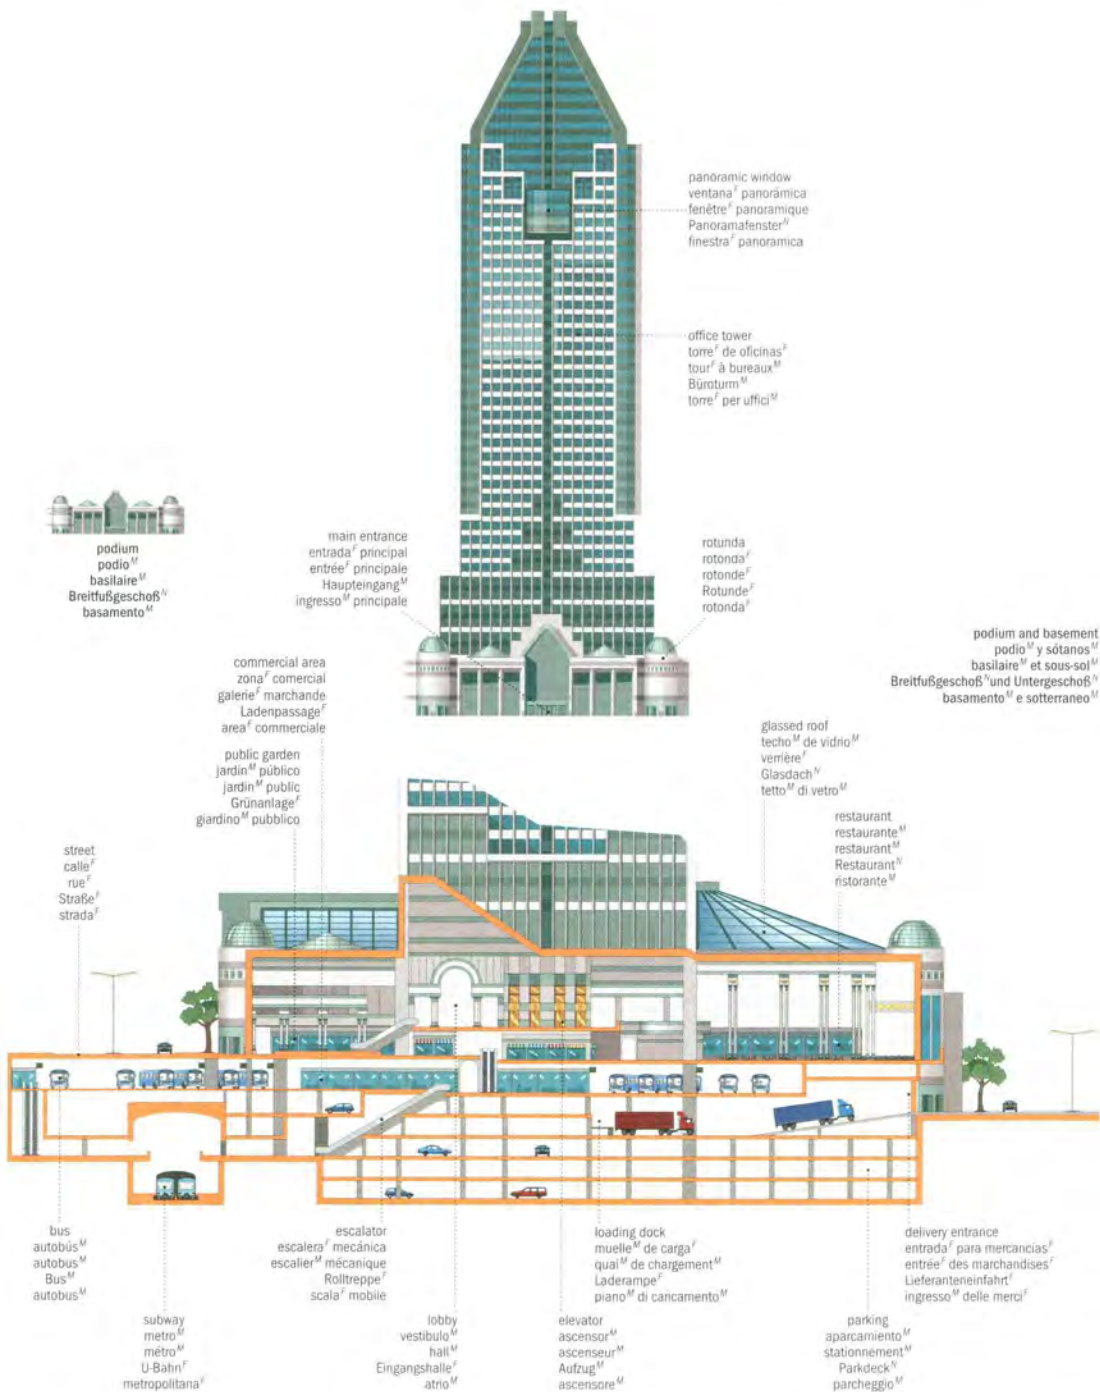 panoramic window
ventana^F panorámica
fenêtre^F panoramique
Panoramafenster^N
finestra^F panoramica
office tower
torre^F de oficinas^F
tour^F à bureaux^M
Büroturm^M
torre^F per uffici^M
podium
podio^M
basilaire^M
Breitfußgeschoß^N
basamento^M
main entrance
entrada^F principal
entrée^F principale
Haupteingang^M
ingresso^M principale
rotunda
rotonda^F
rotonde^F
Rotunde^F
rotonda^F
podium and basement
podio^M y sótanos^M
basilaire^M et sous-sol^M
Breitfußgeschoß^N und Untergeschoß^N
basamento^M e sotterraneo^M
commercial area
zona^F comercial
galerie^F marchande
Ladenpassage^F
area^F commerciale
public garden
jardín^M público
jardin^M public
Grünanlage^F
giardino^M pubblico
glassed roof
techo^M de vidrio^M
verrière^F
Glasdach^N
tetto^M di vetro^M
restaurant
restaurante^M
restaurant^M
Restaurant^N
ristorante^M
street
calle^F
rue^F
Straße^F
strada^F
bus
autobús^M
autobus^M
Bus^M
autobus^M
escalator
escalera^F mecánica
escalier^M mécanique
Rolltreppe^F
scala^F mobile
loading dock
muelle^M de carga^F
quai^M de chargement^M
Laderampe^F
piano^M di caricamento^M
delivery entrance
entrada^F para mercancías^F
entrée^F des marchandises^F
Lieferanteneinfahrt^F
ingresso^M delle merci^F
subway
metro^M
métro^M
U-Bahn^F
metropolitana^F
lobby
vestíbulo^M
hall^M
Eingangshalle^F
atrio^M
elevator
ascensor^M
ascenseur^M
Aufzug^M
ascensore^M
parking
aparcamiento^M
stationnement^M
Parkdeck^N
parcheggio^M